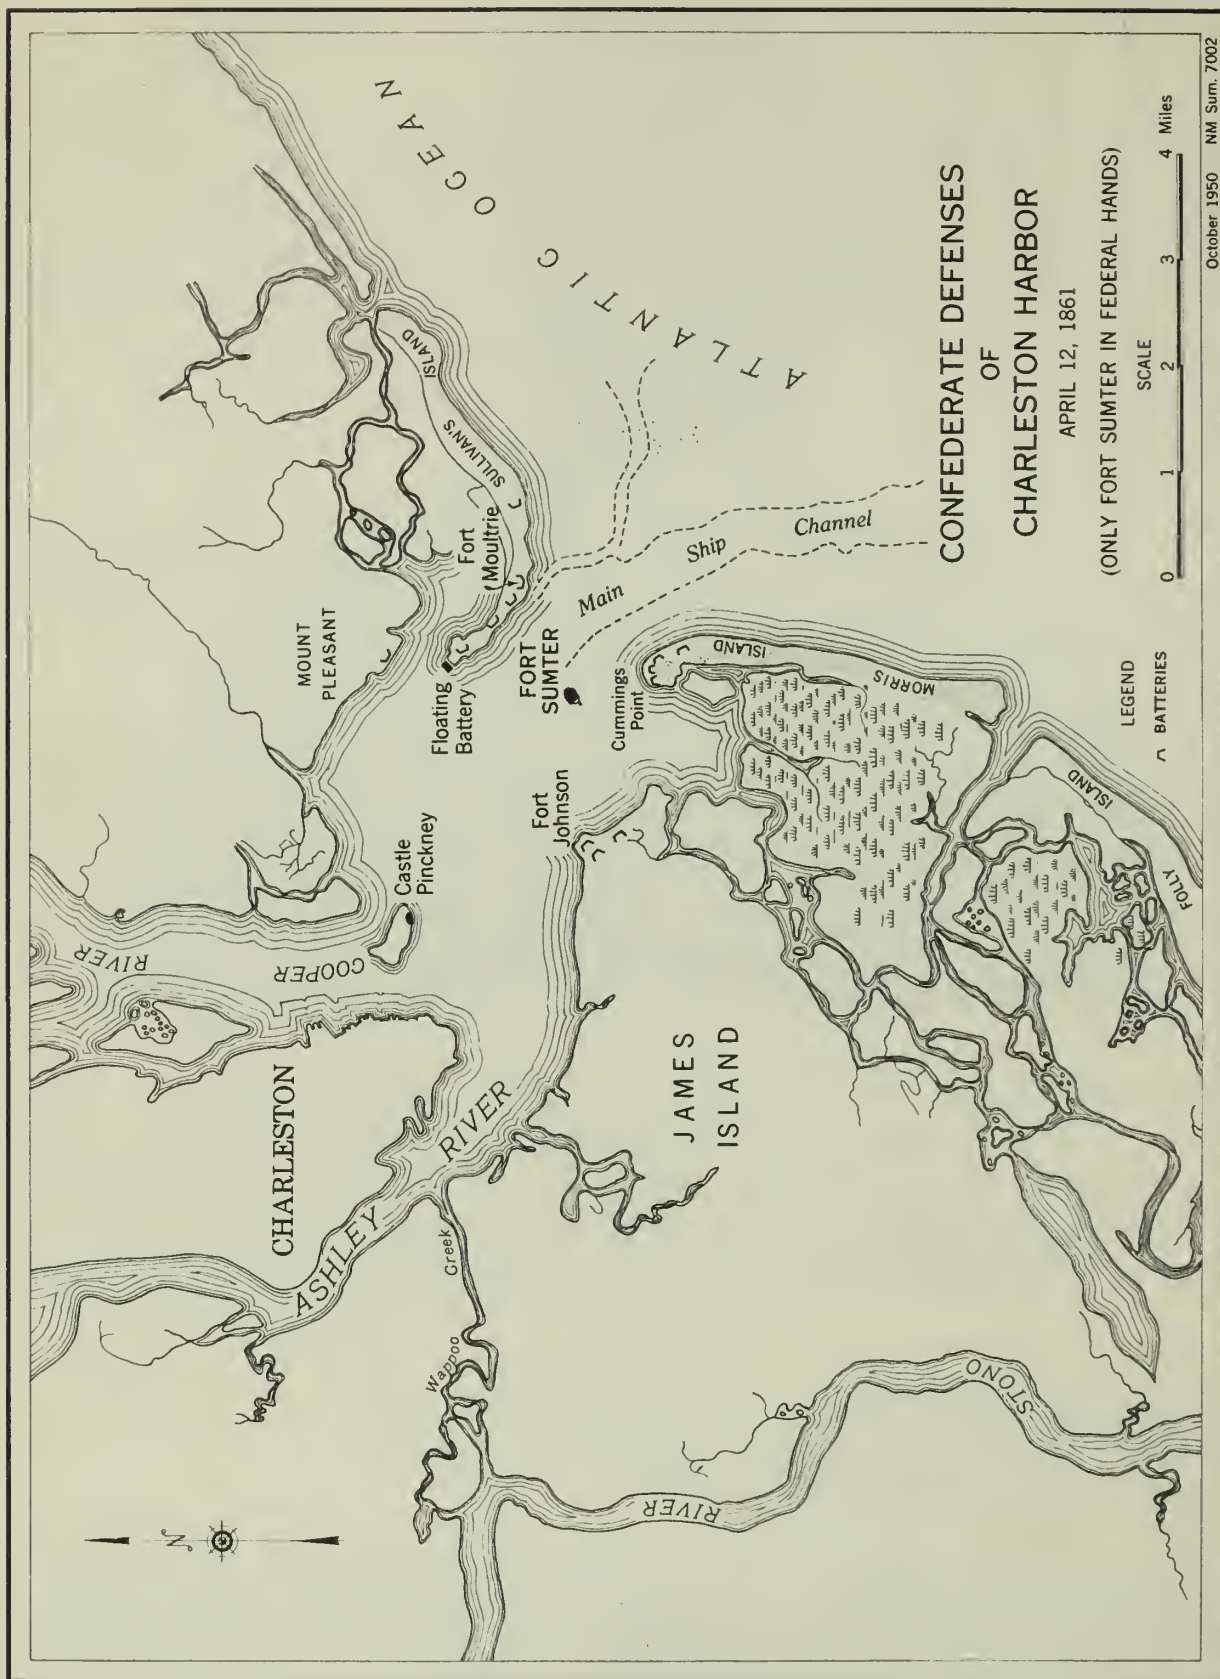 CONFEDERATE DEFENSES
OF
CHARLESTON HARBOR
APRIL 12, 1861
(ONLY FORT SUMTER IN FEDERAL HANDS)
SCALE
0 1 2 3 4 Miles
LEGEND
BATTERIES
October 1950 NM Sum. 7002
N
ASHLEY RIVER
CHARLESTON
COOPER RIVER
Castle
Pinckney
MOUNT
PLEASANT
Floating
Battery
Fort
Moultrie
SULLIVAN'S ISLAND
FORT
SUMTER
Main Ship Channel
ATLANTIC OCEAN
Cummings
Point
Fort
Johnson
MORRIS ISLAND
JAMES
ISLAND
FOLLY ISLAND
Wappoo Creek
STONO RIVER